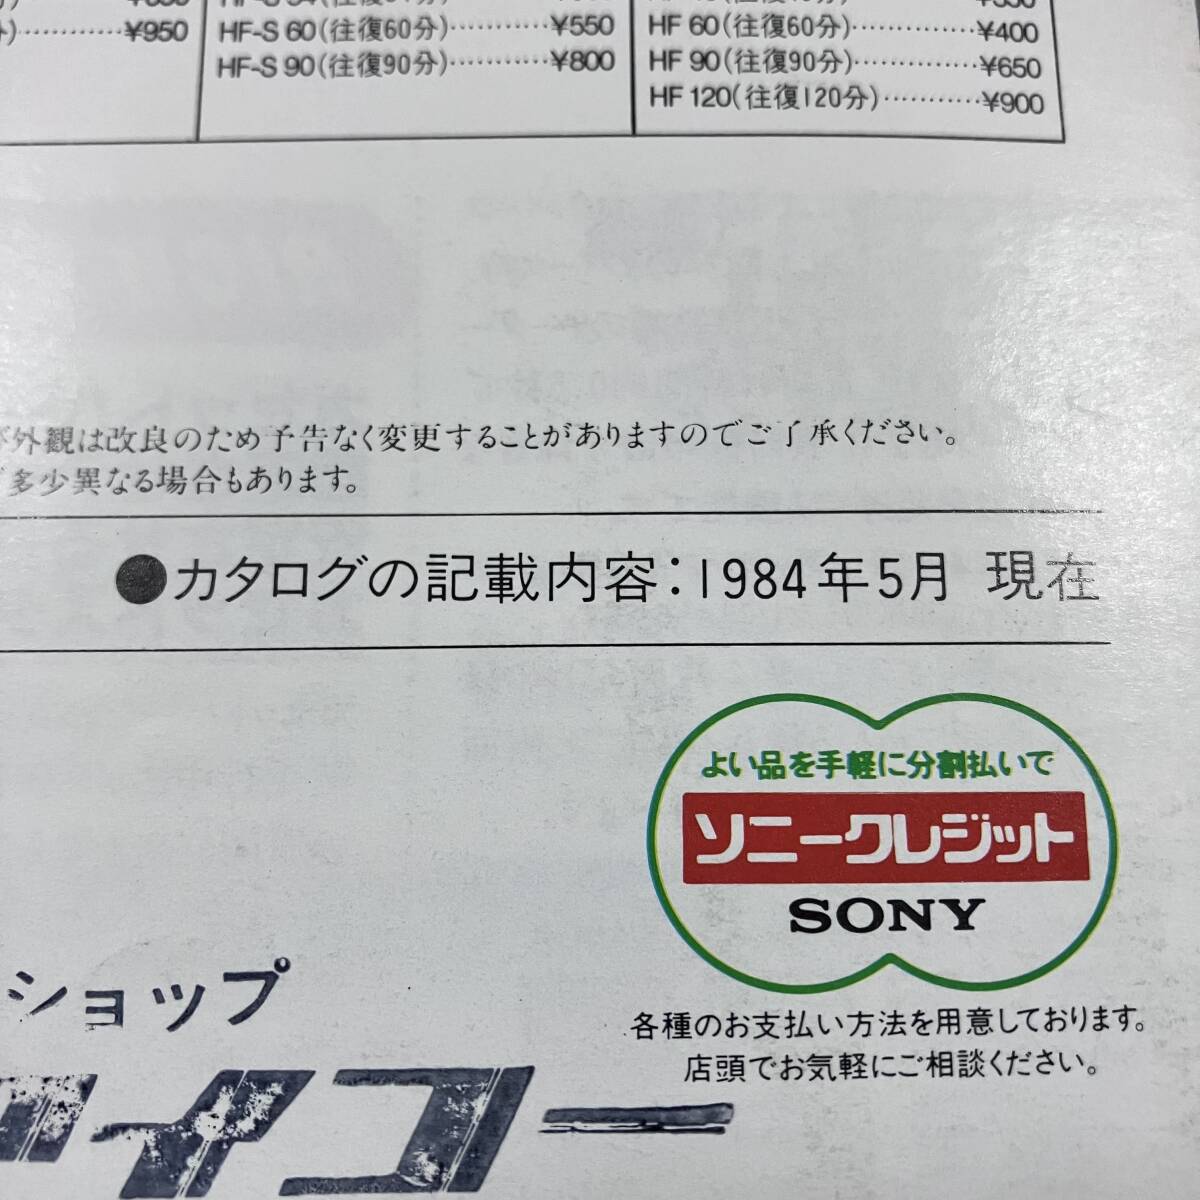 ¥950
HF-S 60(往復60分)············¥550
HF-S 90(往復90分)············¥800
HF 60(往復60分)···············¥400
HF 90(往復90分)···············¥650
HF 120(往復120分)···········¥900
外観は改良のため予告なく変更することがありますのでご了承ください。
多少異なる場合もあります。
●カタログの記載内容：1984年5月 現在
よい品を手軽に分割払いで
ソニークレジット
SONY
各種のお支払い方法を用意しております。
店頭でお気軽にご相談ください。
ショップ
イコー